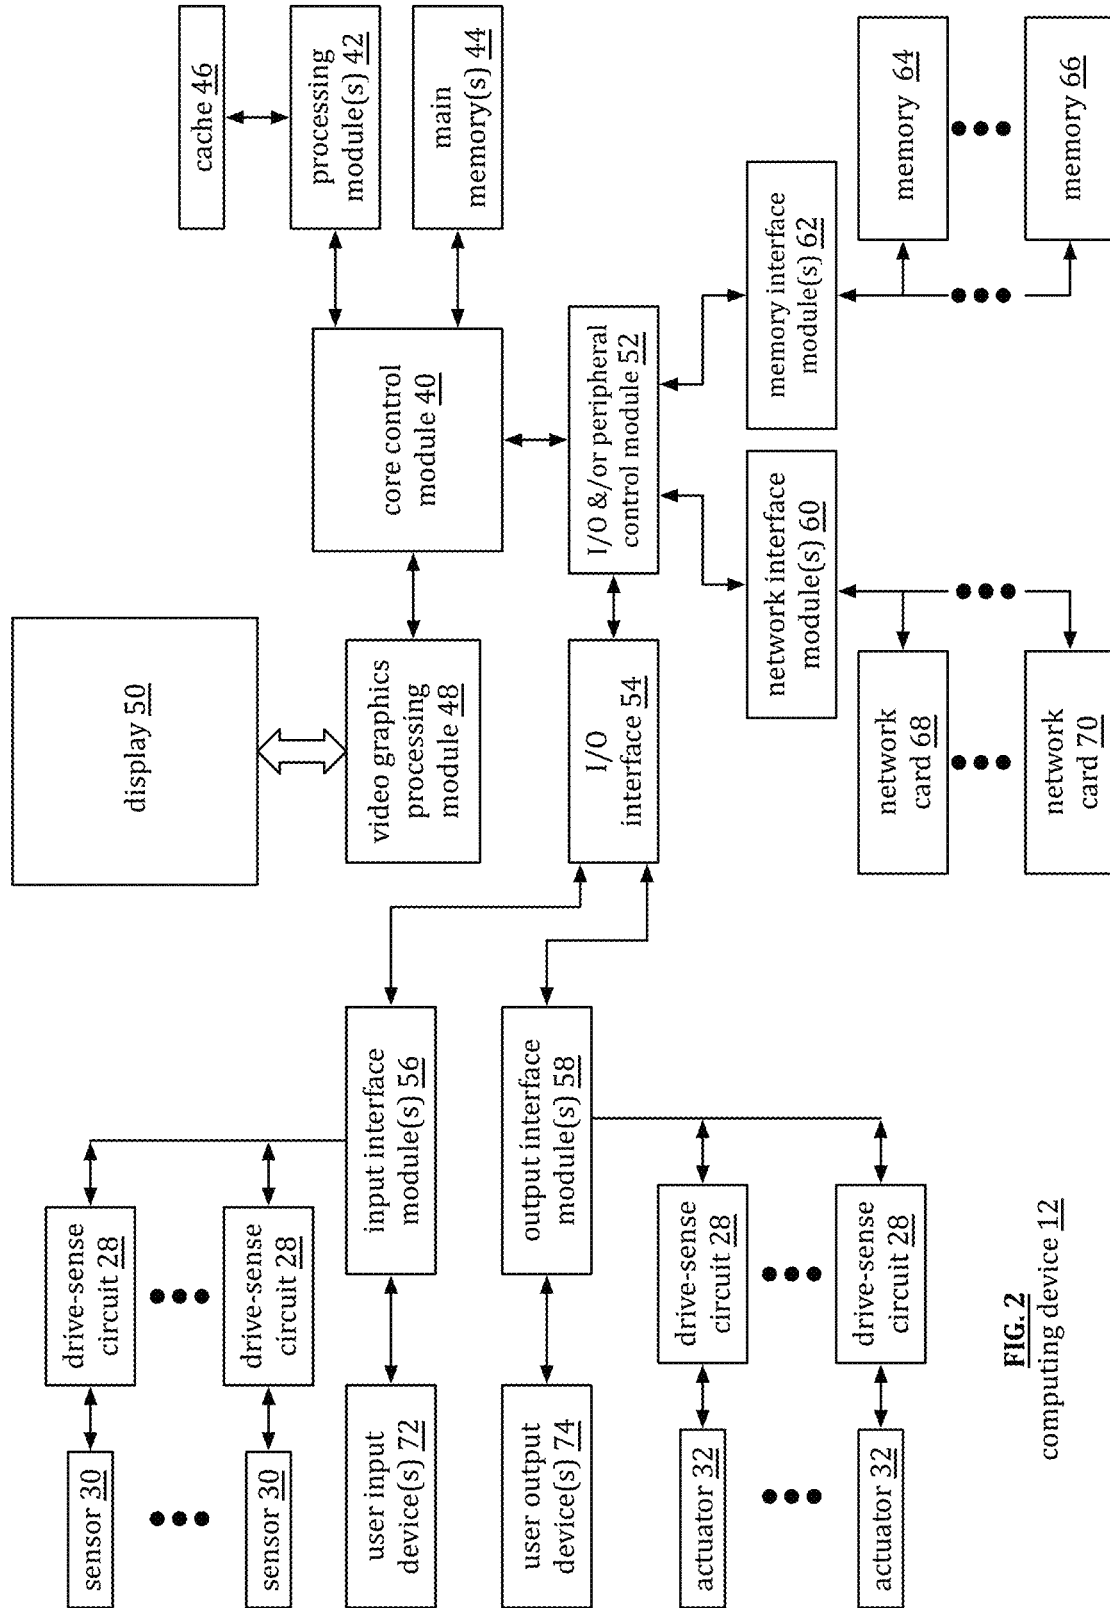 display 50
cache 46
processing
module(s) 42
main
memory(s) 44
core control
module 40
video graphics
processing
module 48
sensor 30
drive-sense
circuit 28
sensor 30
drive-sense
circuit 28
user input
device(s) 72
input interface
module(s) 56
user output
device(s) 74
output interface
module(s) 58
I/O
interface 54
I/O &/or peripheral
control module 52
actuator 32
drive-sense
circuit 28
actuator 32
drive-sense
circuit 28
network interface
module(s) 60
memory interface
module(s) 62
network
card 68
memory 64
network
card 70
memory 66
FIG. 2
computing device 12